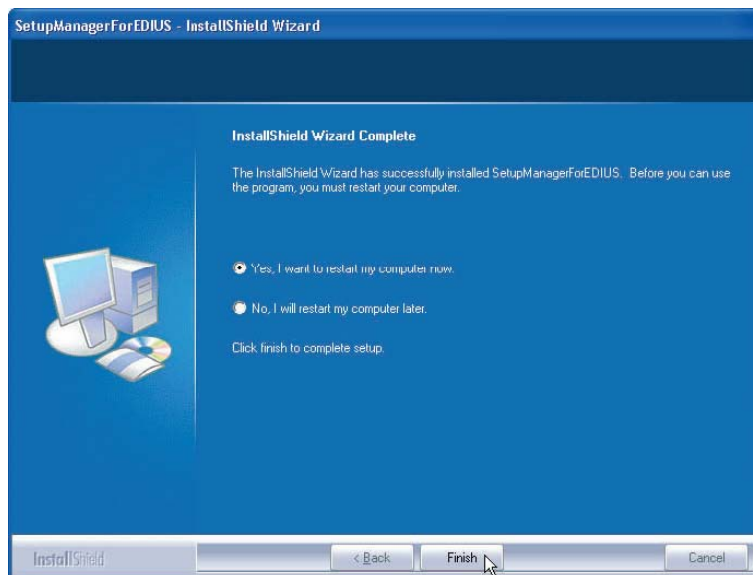 SetupManagerForEDIUS - InstallShield Wizard
InstallShield Wizard Complete
The InstallShield Wizard has successfully installed SetupManagerForEDIUS.  Before you can use
the program, you must restart your computer.
Yes, I want to restart my computer now.
No, I will restart my computer later.
Click finish to complete setup.
InstallShield
< Back
Finish
Cancel